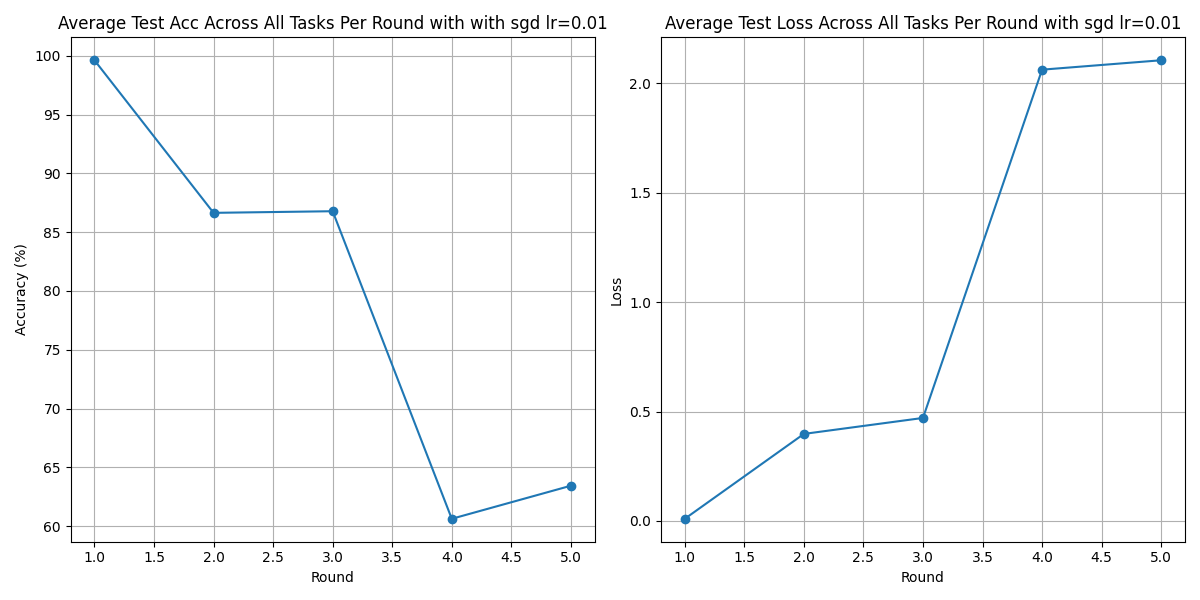 Average Test Acc Across All Tasks Per Round with with sgd lr=0.01
Accuracy (%)
100
95
90
85
80
75
70
65
60
1.0 1.5 2.0 2.5 3.0 3.5 4.0 4.5 5.0
Round
Average Test Loss Across All Tasks Per Round with sgd lr=0.01
Loss
2.0
1.5
1.0
0.5
0.0
1.0 1.5 2.0 2.5 3.0 3.5 4.0 4.5 5.0
Round